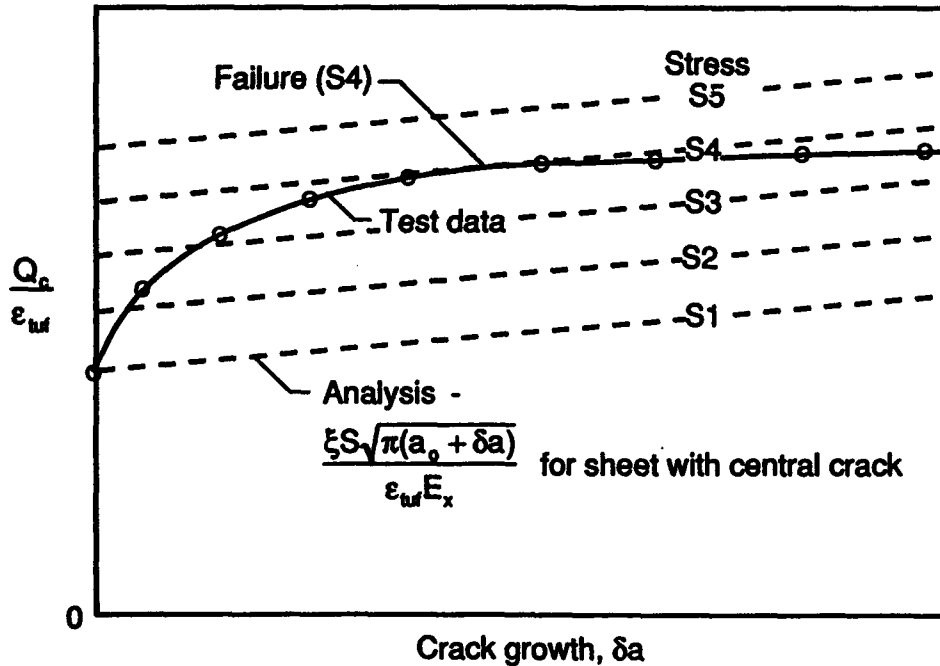 Stress
Failure (S4)
S5
S4
S3
Test data
S2
Q_c
ε_tuf
S1
Analysis -
ξS√π(a_o + δa)
ε_tuf E_x
for sheet with central crack
0
Crack growth, δa